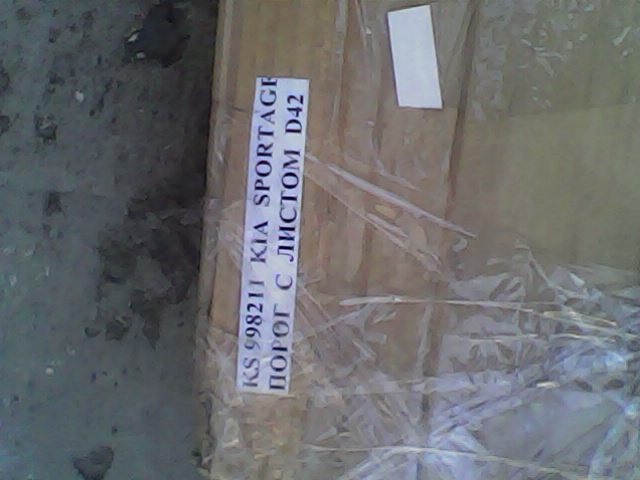 KS 998211 KIA SPORTAGE
ПОРОГ С ЛИСТОМ D42